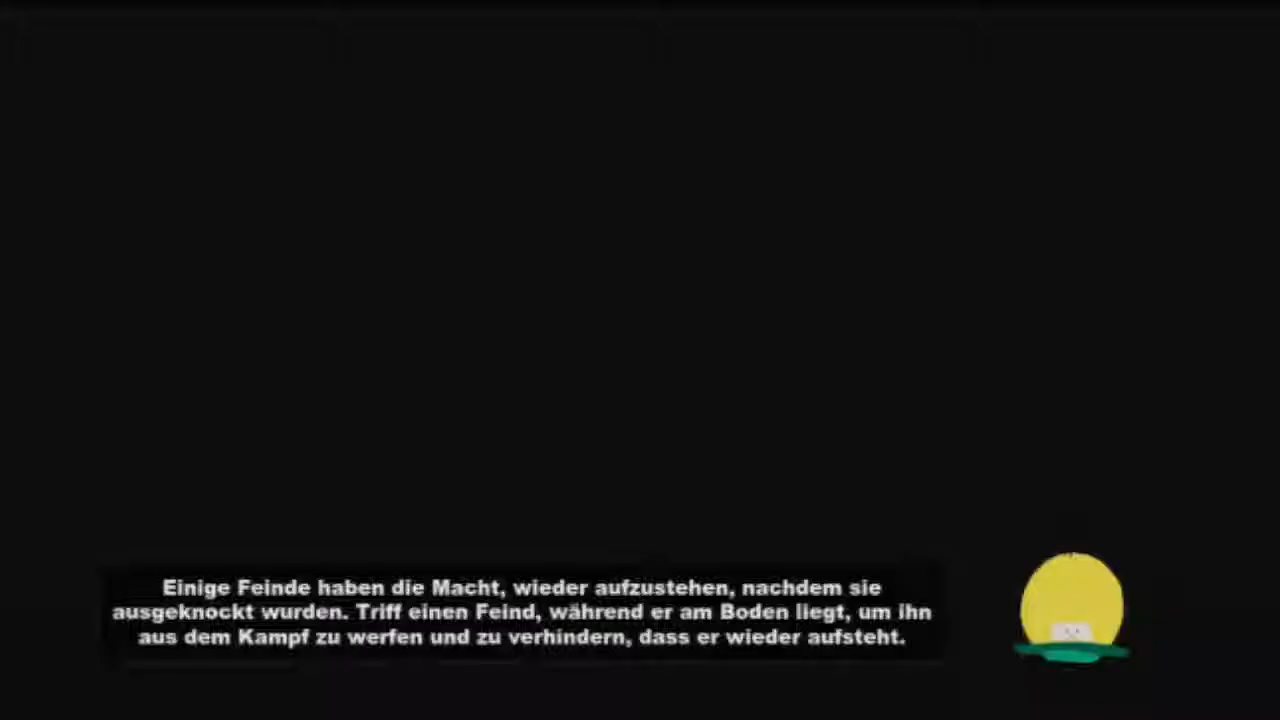 Einige Feinde haben die Macht, wieder aufzustehen, nachdem sie
ausgeknockt wurden. Triff einen Feind, während er am Boden liegt, um ihn
aus dem Kampf zu werfen und zu verhindern, dass er wieder aufsteht.